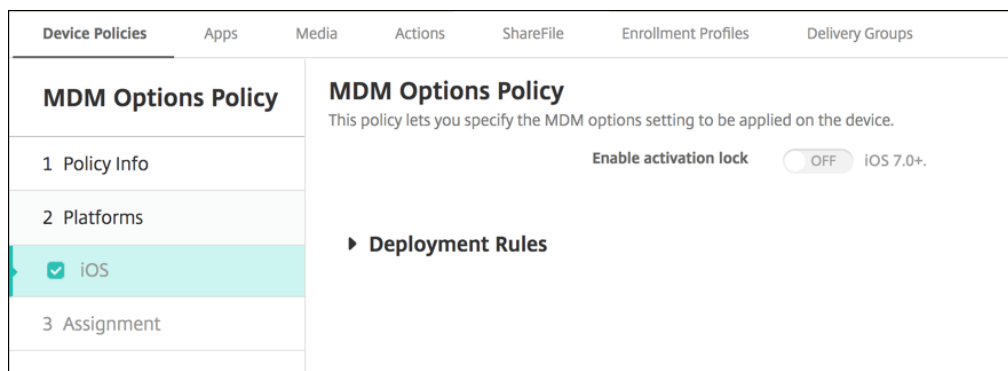 Device Policies Apps Media Actions ShareFile Enrollment Profiles Delivery Groups
MDM Options Policy
1 Policy Info
2 Platforms
iOS
3 Assignment
MDM Options Policy
This policy lets you specify the MDM options setting to be applied on the device.
Enable activation lock OFF iOS 7.0+.
Deployment Rules